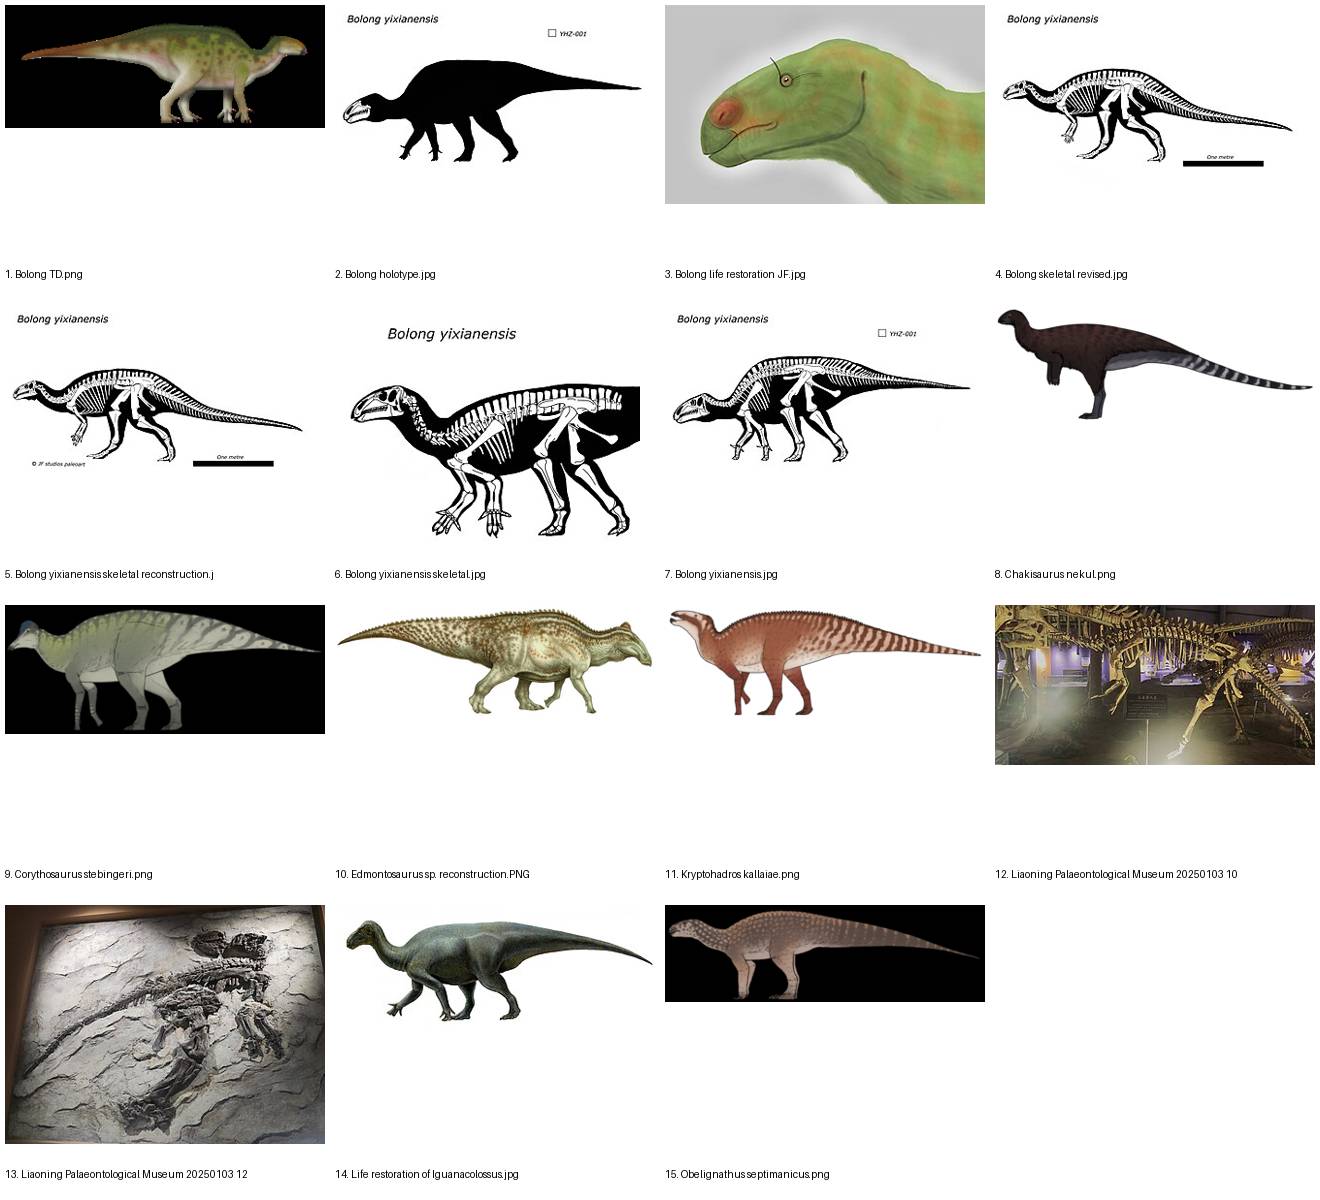 Bolong yixianensis
YHZ-001
Bolong yixianensis
One metre
1. Bolong TD.png
2. Bolong holotype.jpg
3. Bolong life restoration JF.jpg
4. Bolong skeletal revised.jpg
Bolong yixianensis
© JF studios paleoart
One metre
Bolong yixianensis
Bolong yixianensis
YHZ-001
5. Bolong yixianensis skeletal reconstruction.j
6. Bolong yixianensis skeletal.jpg
7. Bolong yixianensis.jpg
8. Chakisaurus nekul.png
9. Corythosaurus stebingeri.png
10. Edmontosaurus sp. reconstruction.PNG
11. Kryptohadros kallaiae.png
12. Liaoning Palaeontological Museum 20250103 10
13. Liaoning Palaeontological Museum 20250103 12
14. Life restoration of Iguanacolossus.jpg
15. Obelignathus septimanicus.png